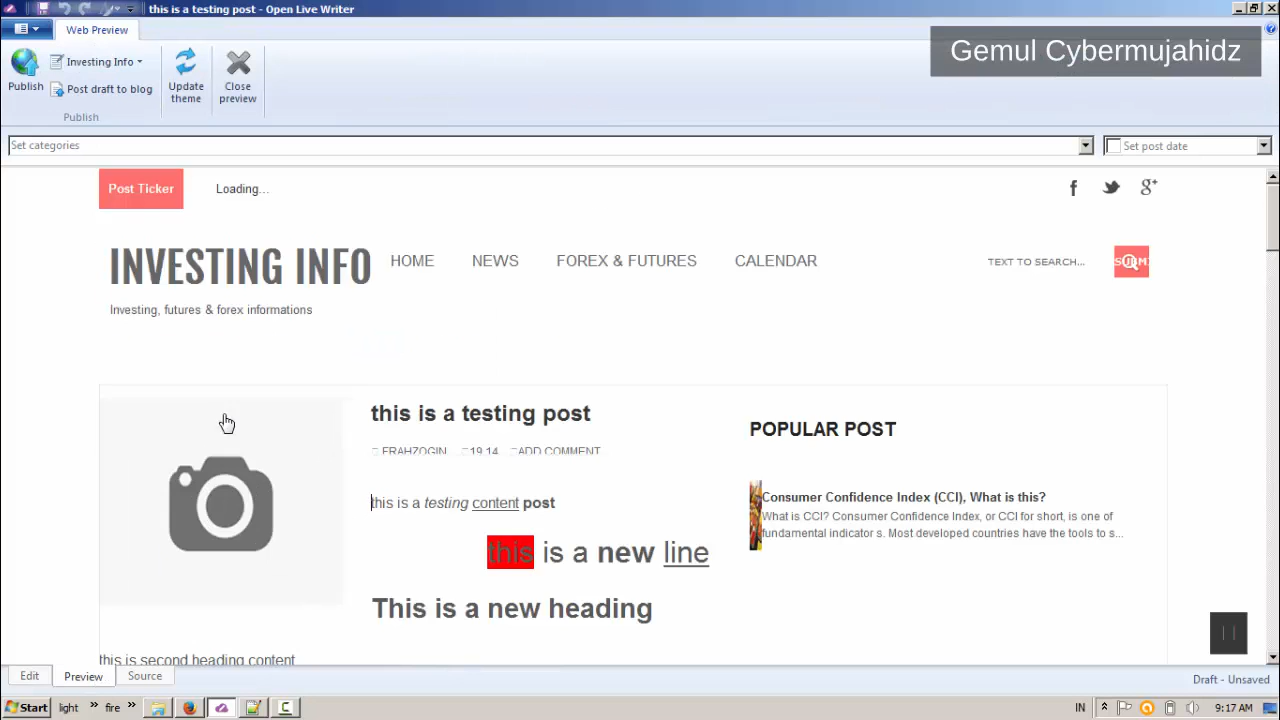 this is a testing post - Open Live Writer
Web Preview
Gemul Cybermujahidz
Publish
Investing Info
Post draft to blog
Update theme
Close preview
Publish
Set categories
Set post date
Post Ticker
Loading...
INVESTING INFO
HOME
NEWS
FOREX & FUTURES
CALENDAR
TEXT TO SEARCH...
Investing, futures & forex informations
this is a testing post
FRAHZOGIN
19.14
ADD COMMENT
this is a testing content post
this is a new line
This is a new heading
this is second heading content
POPULAR POST
Consumer Confidence Index (CCI), What is this?
What is CCI? Consumer Confidence Index, or CCI for short, is one of
fundamental indicator s. Most developed countries have the tools to s...
Edit
Preview
Source
Draft - Unsaved
Start
light
fire
IN
9:17 AM